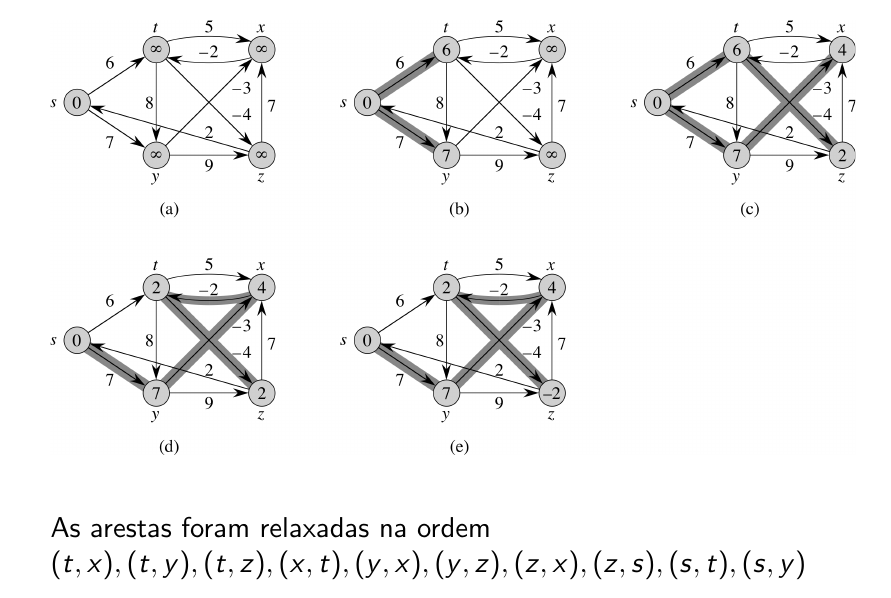 t 5 x
6 ∞ –2 ∞
s 0 8 –3 7
–4
7 2
∞ 9 ∞
y z
(a)
t 5 x
6 6 –2 ∞
s 0 8 –3 7
–4
7 2
7 9 ∞
y z
(b)
t 5 x
6 6 –2 4
s 0 8 –3 7
–4
7 2
7 9 2
y z
(c)
t 5 x
6 2 –2 4
s 0 8 –3 7
–4
7 2
7 9 2
y z
(d)
t 5 x
6 2 –2 4
s 0 8 –3 7
–4
7 2
7 9 –2
y z
(e)
As arestas foram relaxadas na ordem
(t, x), (t, y), (t, z), (x, t), (y, x), (y, z), (z, x), (z, s), (s, t), (s, y)